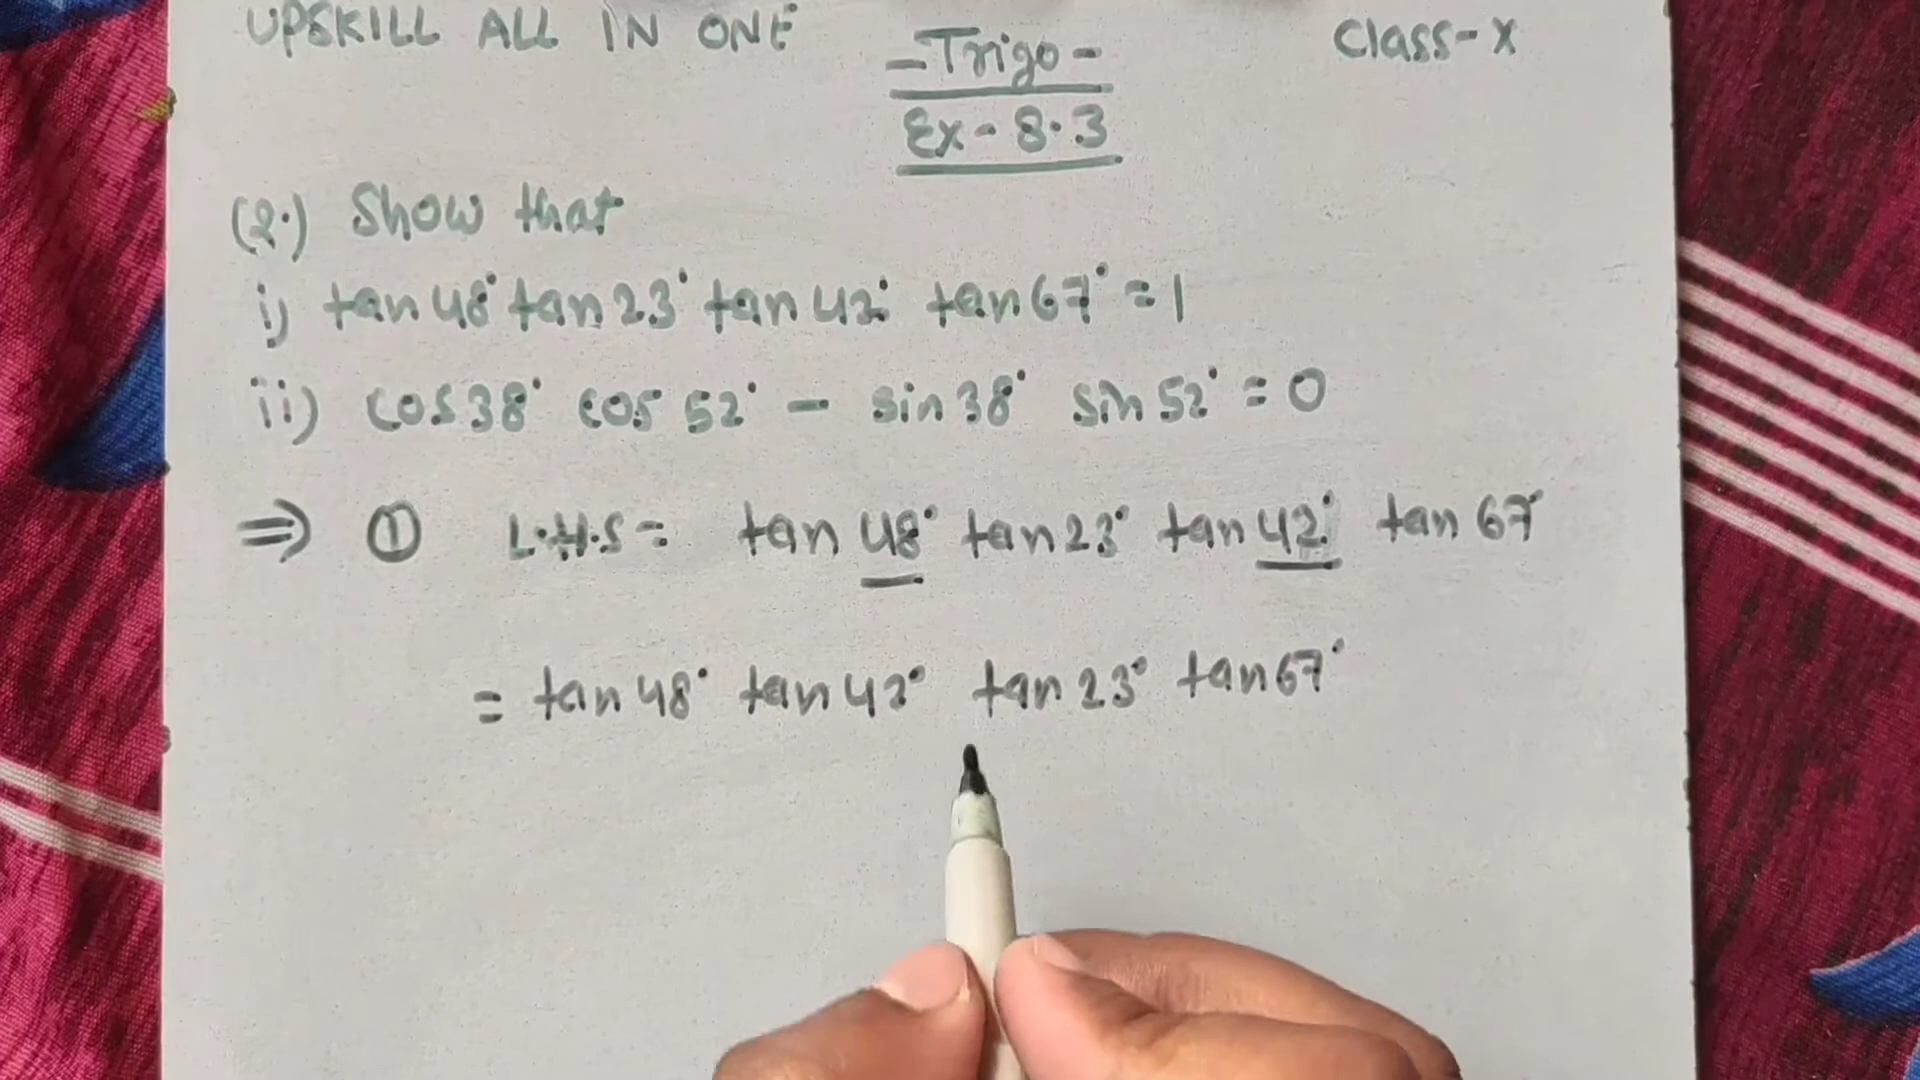 UPSKILL ALL IN ONE
-Trigo-
Class-X
Ex-8.3
(2.) Show that
i) tan 48° tan 23° tan 42° tan 67° = 1
ii) cos 38° cos 52° - sin 38° sin 52° = 0
⇒ ① L.H.S = tan 48° tan 23° tan 42° tan 67°
= tan 48° tan 42° tan 23° tan 67°